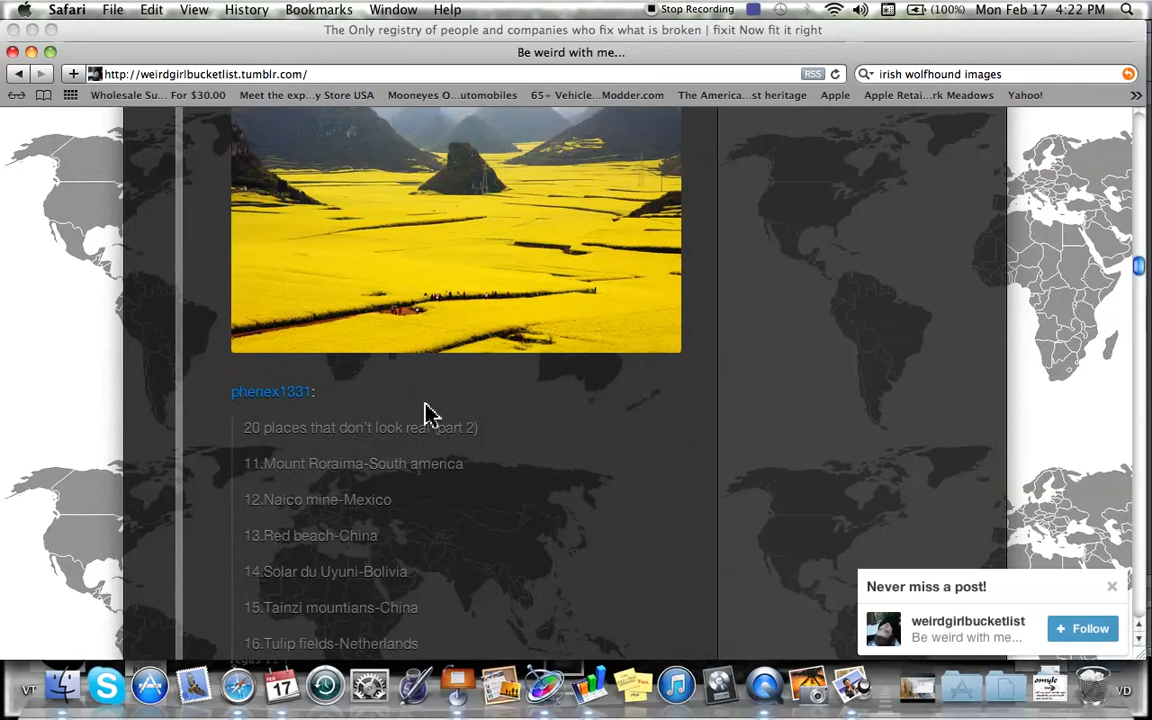 Safari File Edit View History Bookmarks Window Help Stop Recording (100%) Mon Feb 17 4:22 PM
The Only registry of people and companies who fix what is broken | fixit Now fit it right
Be weird with me...
http://weirdgirlbucketlist.tumblr.com/ RSS irish wolfhound images
Wholesale Su... For $30.00 Meet the exp...y Store USA Mooneyes O...utomobiles 65+ Vehicle...Modder.com The America...st heritage Apple Apple Retai...rk Meadows Yahoo!
phenex1331:
20 places that don't look real (part 2)
11.Mount Roraima-South america
12.Naico mine-Mexico
13.Red beach-China
14.Solar du Uyuni-Bolivia
15.Tainzi mountians-China
16.Tulip fields-Netherlands
Never miss a post!
weirdgirlbucketlist
Be weird with me...
+ Follow
VT
FEB
17
VD